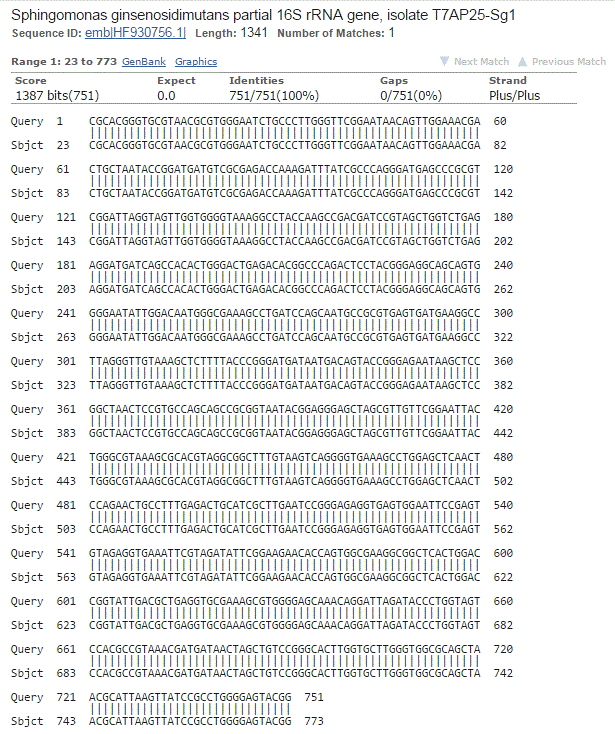 Sphingomonas ginsenosidimutans partial 16S rRNA gene, isolate T7AP25-Sg1
Sequence ID: emb|HF930756.1| Length: 1341 Number of Matches: 1
Range 1: 23 to 773 GenBank Graphics Next Match Previous Match
Score Expect Identities Gaps Strand
1387 bits(751) 0.0 751/751(100%) 0/751(0%) Plus/Plus
Query 1 CGCACGGGTGCGTAACGCGTGGGAATCTGCCCTTGGGTTCGGAATAACAGTTGGAAACGA 60
Sbjct 23 CGCACGGGTGCGTAACGCGTGGGAATCTGCCCTTGGGTTCGGAATAACAGTTGGAAACGA 82
Query 61 CTGCTAATACCGGATGATGTCGCGAGACCAAAGATTTATCGCCCAGGGATGAGCCCGCGT 120
Sbjct 83 CTGCTAATACCGGATGATGTCGCGAGACCAAAGATTTATCGCCCAGGGATGAGCCCGCGT 142
Query 121 CGGATTAGGTAGTTGGTGGGGTAAAGGCCTACCAAGCCGACGATCCGTAGCTGGTCTGAG 180
Sbjct 143 CGGATTAGGTAGTTGGTGGGGTAAAGGCCTACCAAGCCGACGATCCGTAGCTGGTCTGAG 202
Query 181 AGGATGATCAGCCACACTGGGACTGAGACACGGCCCAGACTCCTACGGGAGGCAGCAGTG 240
Sbjct 203 AGGATGATCAGCCACACTGGGACTGAGACACGGCCCAGACTCCTACGGGAGGCAGCAGTG 262
Query 241 GGGAATATTGGACAATGGGCGAAAGCCTGATCCAGCAATGCCGCGTGAGTGATGAAGGCC 300
Sbjct 263 GGGAATATTGGACAATGGGCGAAAGCCTGATCCAGCAATGCCGCGTGAGTGATGAAGGCC 322
Query 301 TTAGGGTTGTAAAGCTCTTTTACCCGGGATGATAATGACAGTACCGGGAGAATAAGCTCC 360
Sbjct 323 TTAGGGTTGTAAAGCTCTTTTACCCGGGATGATAATGACAGTACCGGGAGAATAAGCTCC 382
Query 361 GGCTAACTCCGTGCCAGCAGCCGCGGTAATACGGAGGGAGCTAGCGTTGTTCGGAATTAC 420
Sbjct 383 GGCTAACTCCGTGCCAGCAGCCGCGGTAATACGGAGGGAGCTAGCGTTGTTCGGAATTAC 442
Query 421 TGGGCGTAAAGCGCACGTAGGCGGCTTTGTAAGTCAGGGGTGAAAGCCTGGAGCTCAACT 480
Sbjct 443 TGGGCGTAAAGCGCACGTAGGCGGCTTTGTAAGTCAGGGGTGAAAGCCTGGAGCTCAACT 502
Query 481 CCAGAACTGCCTTTGAGACTGCATCGCTTGAATCCGGGAGAGGTGAGTGGAATTCCGAGT 540
Sbjct 503 CCAGAACTGCCTTTGAGACTGCATCGCTTGAATCCGGGAGAGGTGAGTGGAATTCCGAGT 562
Query 541 GTAGAGGTGAAATTCGTAGATATTCGGAAGAACACCAGTGGCGAAGGCGGCTCACTGGAC 600
Sbjct 563 GTAGAGGTGAAATTCGTAGATATTCGGAAGAACACCAGTGGCGAAGGCGGCTCACTGGAC 622
Query 601 CGGTATTGACGCTGAGGTGCGAAAGCGTGGGGAGCAAACAGGATTAGATACCCTGGTAGT 660
Sbjct 623 CGGTATTGACGCTGAGGTGCGAAAGCGTGGGGAGCAAACAGGATTAGATACCCTGGTAGT 682
Query 661 CCACGCCGTAAACGATGATAACTAGCTGTCCGGGCACTTGGTGCTTGGGTGGCGCAGCTA 720
Sbjct 683 CCACGCCGTAAACGATGATAACTAGCTGTCCGGGCACTTGGTGCTTGGGTGGCGCAGCTA 742
Query 721 ACGCATTAAGTTATCCGCCTGGGGAGTACGG 751
Sbjct 743 ACGCATTAAGTTATCCGCCTGGGGAGTACGG 773